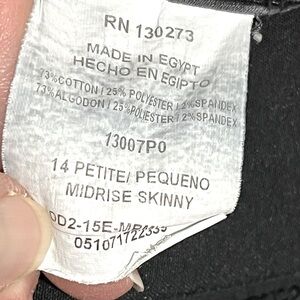 RN 130273
MADE IN EGYPT
HECHO EN EGIPTO
73%COTTON / 25% POLYESTER / 2%SPANDEX
73%ALGODON / 25%POLIESTER / 2%SPANDEX
13007P0
14 PETITE/ PEQUENO
MIDRISE SKINNY